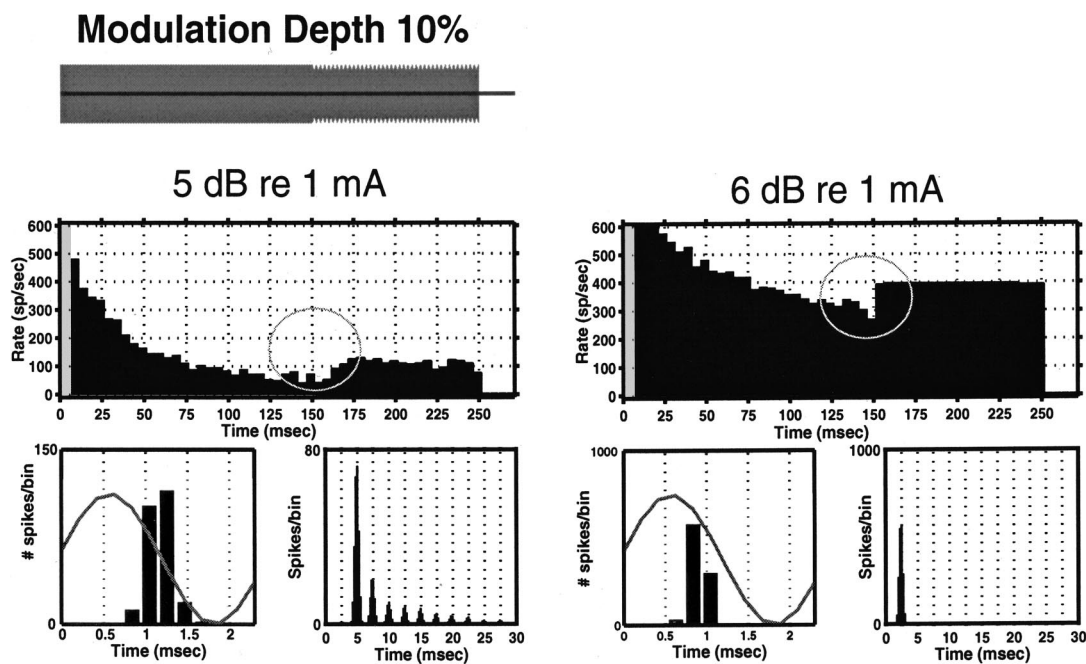 Modulation Depth 10%
5 dB re 1 mA
600
500
400
300
200
100
0
Rate (sp/sec)
0 25 50 75 100 125 150 175 200 225 250
Time (msec)
150
0
# spikes/bin
0 0.5 1 1.5 2
Time (msec)
80
0
Spikes/bin
0 5 10 15 20 25 30
Time (msec)
6 dB re 1 mA
600
500
400
300
200
100
0
Rate (sp/sec)
0 25 50 75 100 125 150 175 200 225 250
Time (msec)
1000
0
# spikes/bin
0 0.5 1 1.5 2
Time (msec)
1000
0
Spikes/bin
0 5 10 15 20 25 30
Time (msec)